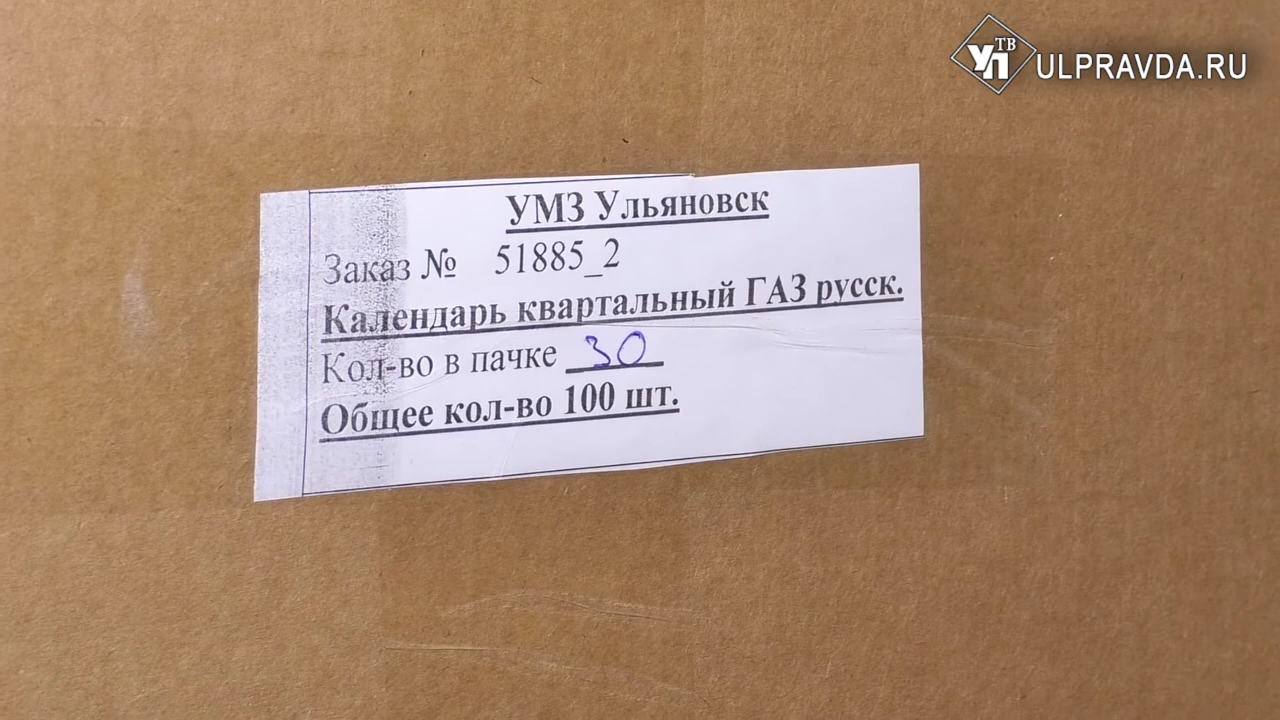 УП ТВ ULPRAVDA.RU
УМЗ Ульяновск
Заказ № 51885_2
Календарь квартальный ГАЗ русск.
Кол-во в пачке 30
Общее кол-во 100 шт.